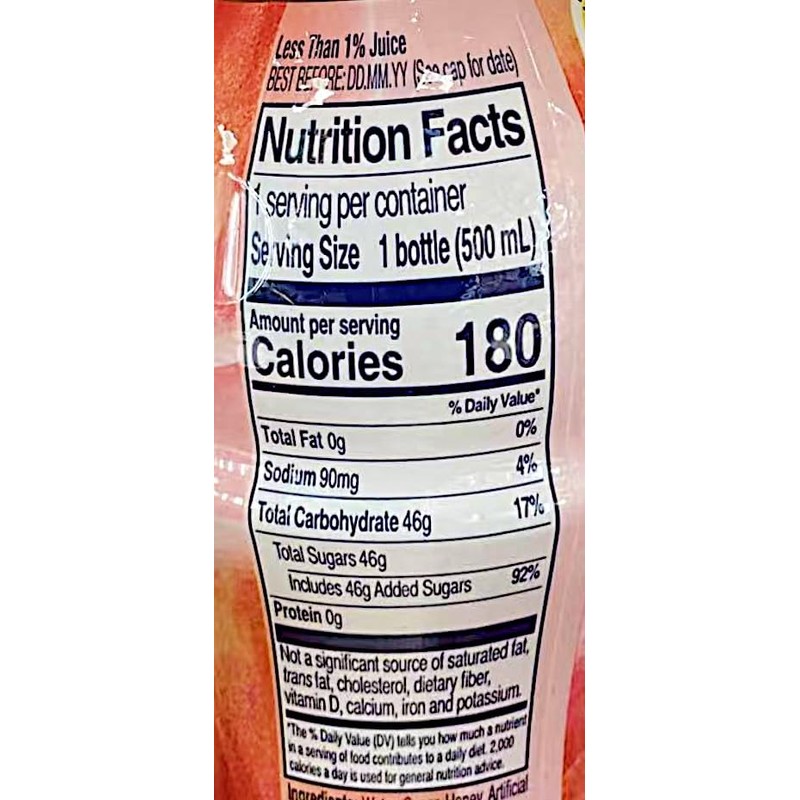 Less Than 1% Juice
BEST BEFORE: DD.MM.YY (See cap for date)
Nutrition Facts
1 serving per container
Serving Size 1 bottle (500 mL)
Amount per serving
Calories 180
% Daily Value*
Total Fat 0g 0%
Sodium 90mg 4%
Total Carbohydrate 46g 17%
Total Sugars 46g
Includes 46g Added Sugars 92%
Protein 0g
Not a significant source of saturated fat,
trans fat, cholesterol, dietary fiber,
vitamin D, calcium, iron and potassium.
*The % Daily Value (DV) tells you how much a nutrient
in a serving of food contributes to a daily diet. 2,000
calories a day is used for general nutrition advice.
Honey Artificial